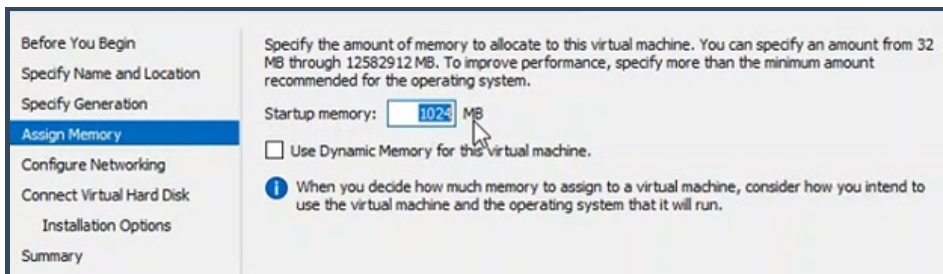 Before You Begin
Specify Name and Location
Specify Generation
Assign Memory
Configure Networking
Connect Virtual Hard Disk
Installation Options
Summary
Specify the amount of memory to allocate to this virtual machine. You can specify an amount from 32
MB through 12582912 MB. To improve performance, specify more than the minimum amount
recommended for the operating system.
Startup memory: 1024 MB
Use Dynamic Memory for this virtual machine.
When you decide how much memory to assign to a virtual machine, consider how you intend to
use the virtual machine and the operating system that it will run.